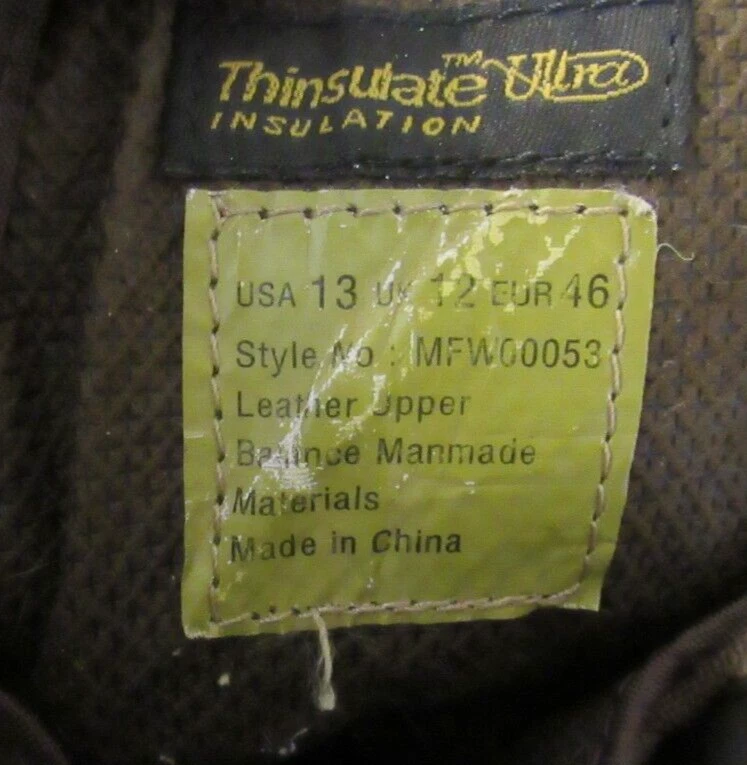 Thinsulate™ Ultra
INSULATION
USA 13 UK 12 EUR 46
Style No : MFW00053
Leather Upper
Balance Manmade
Materials
Made in China